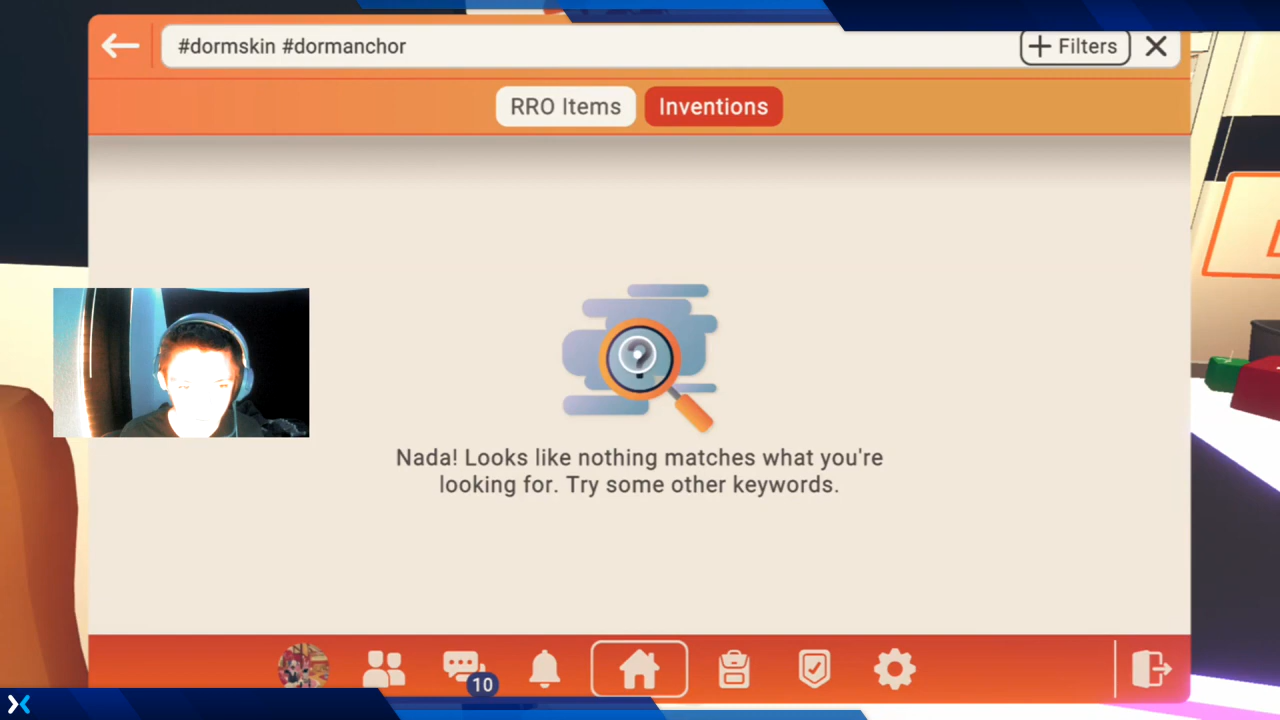 #dormskin #dormanchor
Filters
RRO Items
Inventions
Nada! Looks like nothing matches what you're
looking for. Try some other keywords.
10